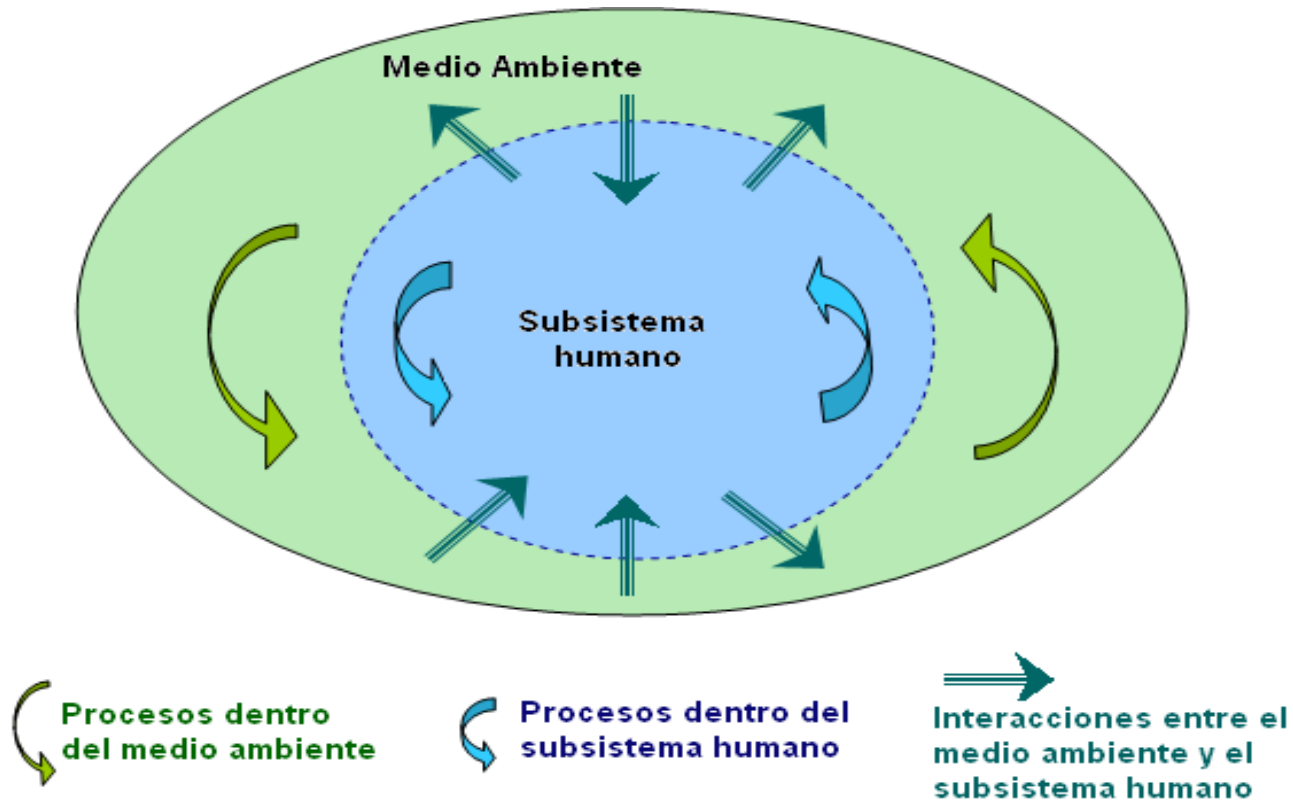 Medio Ambiente
Subsistema
humano
Procesos dentro
del medio ambiente
Procesos dentro del
subsistema humano
Interacciones entre el
medio ambiente y el
subsistema humano